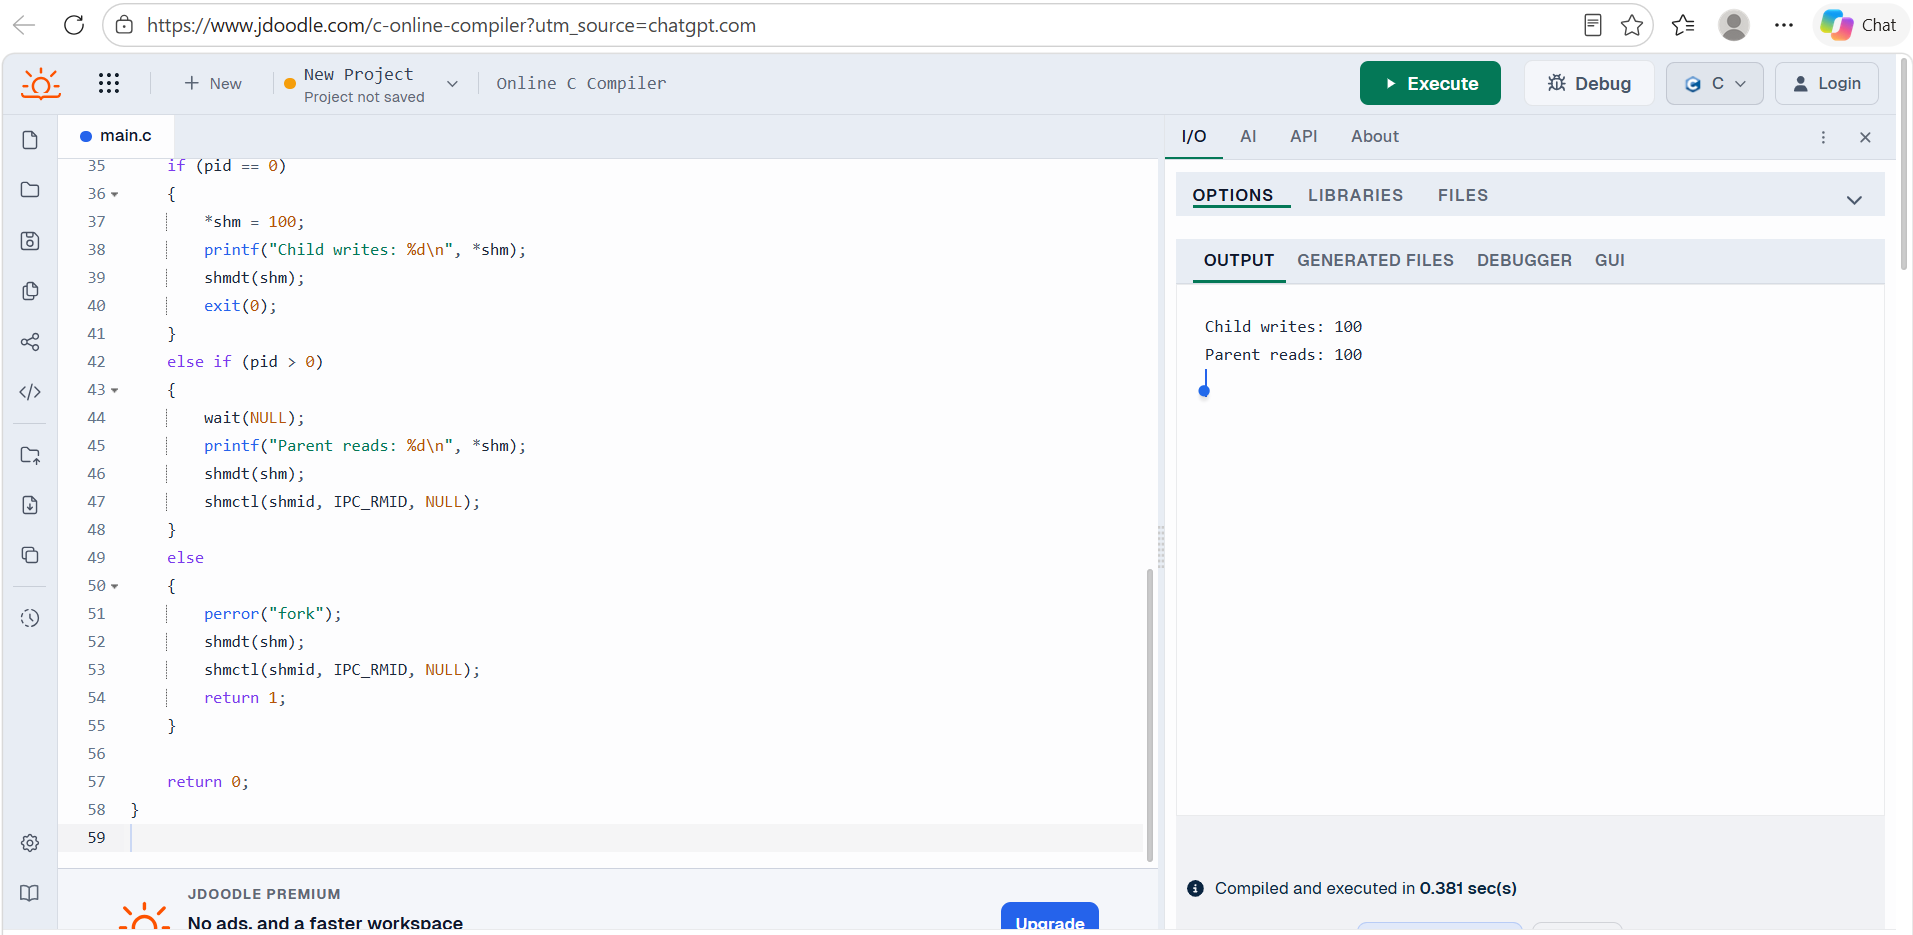 https://www.jdoodle.com/c-online-compiler?utm_source=chatgpt.com
Chat
New
New Project
Project not saved
Online C Compiler
Execute
Debug
C
Login
main.c
I/O
AI
API
About
35 if (pid == 0)
36 {
37 *shm = 100;
38 printf("Child writes: %d\n", *shm);
39 shmdt(shm);
40 exit(0);
41 }
42 else if (pid > 0)
43 {
44 wait(NULL);
45 printf("Parent reads: %d\n", *shm);
46 shmdt(shm);
47 shmctl(shmid, IPC_RMID, NULL);
48 }
49 else
50 {
51 perror("fork");
52 shmdt(shm);
53 shmctl(shmid, IPC_RMID, NULL);
54 return 1;
55 }
56
57 return 0;
58 }
59
OPTIONS
LIBRARIES
FILES
OUTPUT
GENERATED FILES
DEBUGGER
GUI
Child writes: 100
Parent reads: 100
Compiled and executed in 0.381 sec(s)
JDOODLE PREMIUM
No ads, and a faster workspace
Upgrade